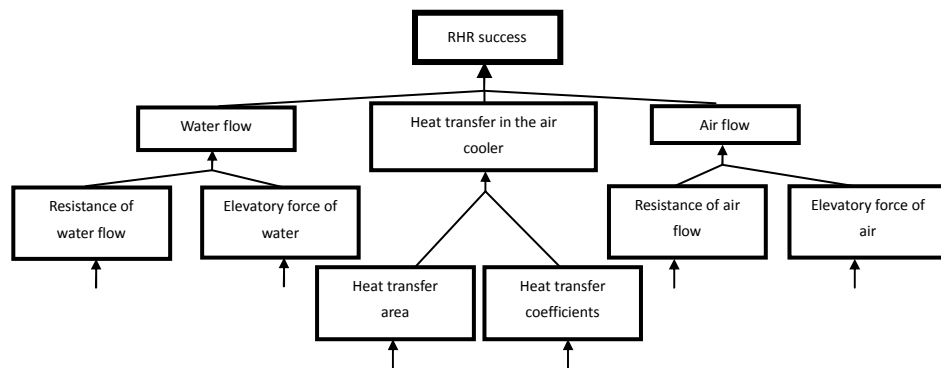 RHR success
Water flow
Heat transfer in the air
cooler
Air flow
Resistance of
water flow
Elevatory force of
water
Resistance of air
flow
Elevatory force of
air
Heat transfer
area
Heat transfer
coefficients